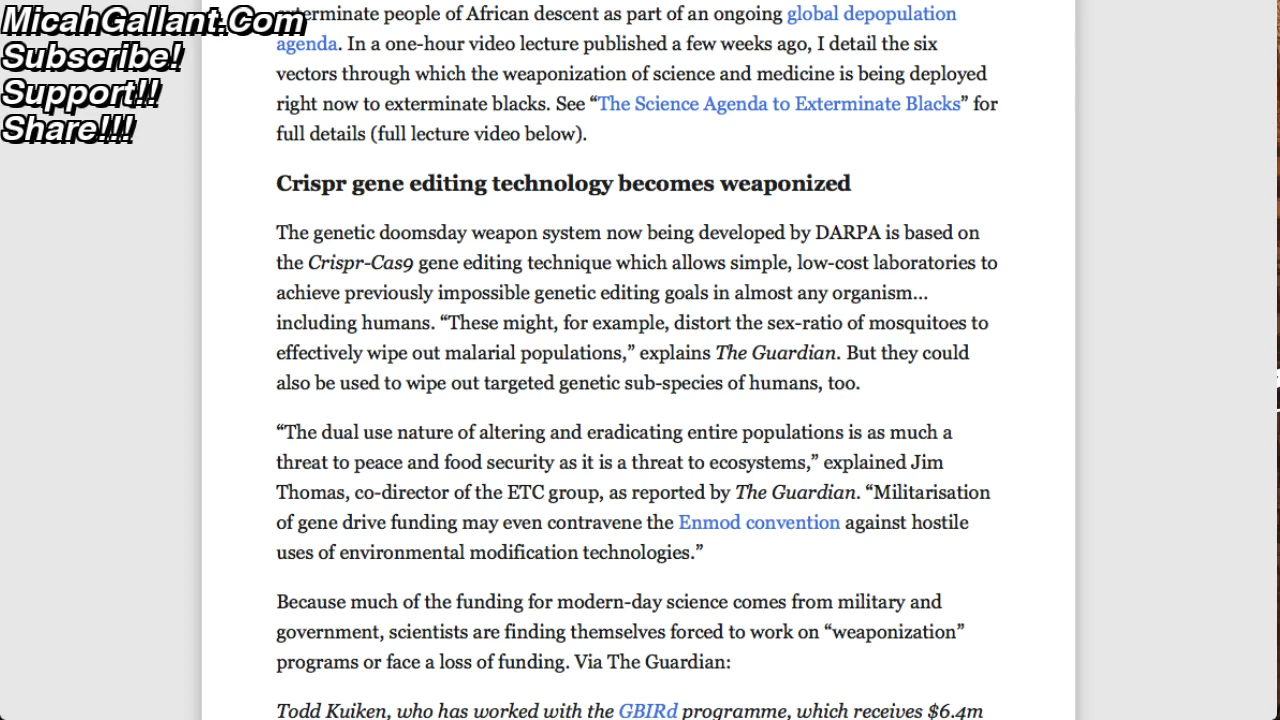 MicahGallant.Com
Subscribe!
Support!!
Share!!!
exterminate people of African descent as part of an ongoing global depopulation
agenda. In a one-hour video lecture published a few weeks ago, I detail the six
vectors through which the weaponization of science and medicine is being deployed
right now to exterminate blacks. See “The Science Agenda to Exterminate Blacks” for
full details (full lecture video below).
Crispr gene editing technology becomes weaponized
The genetic doomsday weapon system now being developed by DARPA is based on
the Crispr-Cas9 gene editing technique which allows simple, low-cost laboratories to
achieve previously impossible genetic editing goals in almost any organism…
including humans. “These might, for example, distort the sex-ratio of mosquitoes to
effectively wipe out malarial populations,” explains The Guardian. But they could
also be used to wipe out targeted genetic sub-species of humans, too.
“The dual use nature of altering and eradicating entire populations is as much a
threat to peace and food security as it is a threat to ecosystems,” explained Jim
Thomas, co-director of the ETC group, as reported by The Guardian. “Militarisation
of gene drive funding may even contravene the Enmod convention against hostile
uses of environmental modification technologies.”
Because much of the funding for modern-day science comes from military and
government, scientists are finding themselves forced to work on “weaponization”
programs or face a loss of funding. Via The Guardian:
Todd Kuiken, who has worked with the GBIRd programme, which receives $6.4m